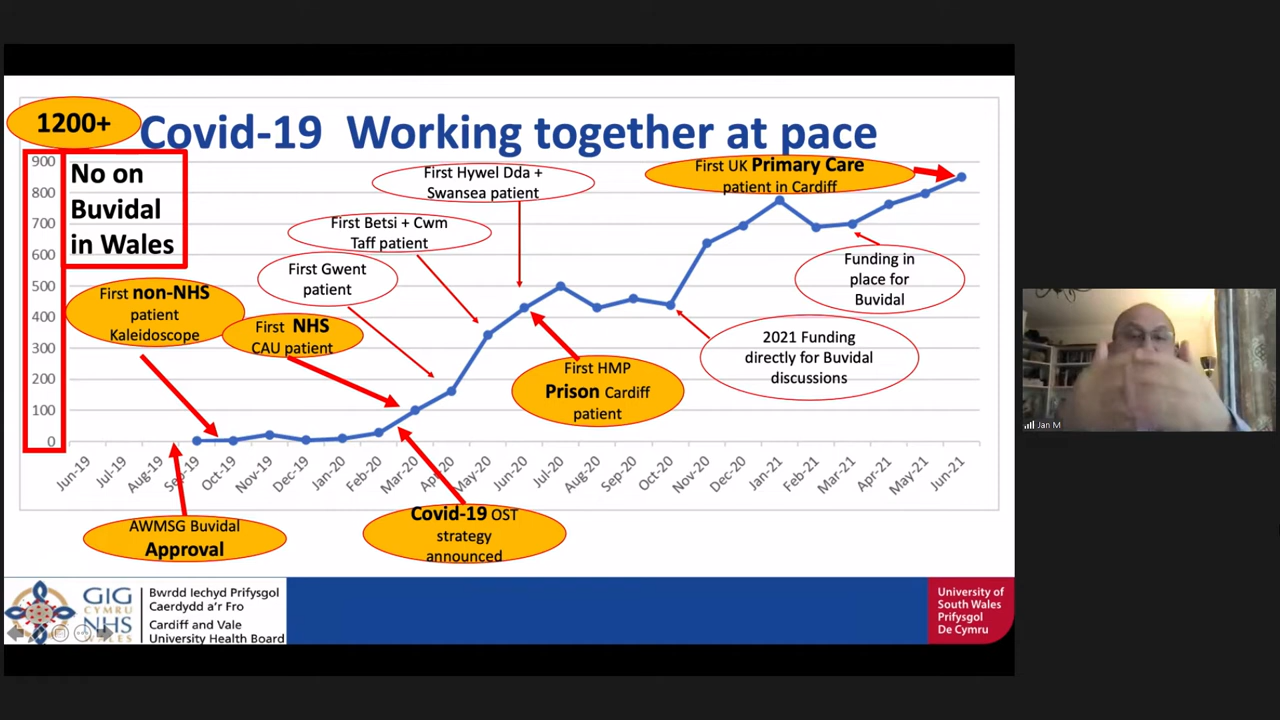 1200+
Covid-19 Working together at pace
900
800
700
600
500
400
300
200
100
0
No on
Buvidal
in Wales
First non-NHS
patient
Kaleidoscope
First NHS
CAU patient
First Gwent
patient
First Betsi + Cwm
Taff patient
First Hywel Dda +
Swansea patient
First UK Primary Care
patient in Cardiff
Funding in
place for
Buvidal
2021 Funding
directly for Buvidal
discussions
First HMP
Prison Cardiff
patient
Jun-19 Jul-19 Aug-19 Sep-19 Oct-19 Nov-19 Dec-19 Jan-20 Feb-20 Mar-20 Apr-20 May-20 Jun-20 Jul-20 Aug-20 Sep-20 Oct-20 Nov-20 Dec-20 Jan-21 Feb-21 Mar-21 Apr-21 May-21 Jun-21
AWMSG Buvidal
Approval
Covid-19 OST
strategy
announced
GIG
CYMRU
NHS
WALES
Bwrdd Iechyd Prifysgol
Caerdydd a'r Fro
Cardiff and Vale
University Health Board
University of
South Wales
Prifysgol
De Cymru
Jan M